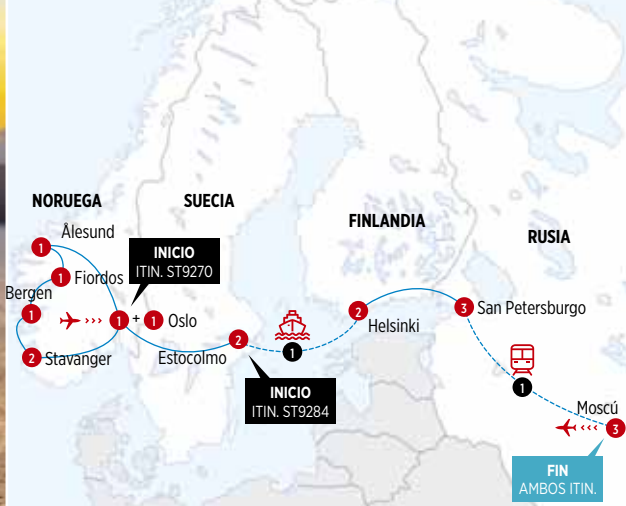 NORUEGA
SUECIA
FINLANDIA
RUSIA
Ålesund
1
INICIO
ITIN. ST9270
1
Fiordos
Bergen
1
1 + 1 Oslo
2
Stavanger
Estocolmo
2
INICIO
ITIN. ST9284
1
2
Helsinki
3
San Petersburgo
1
Moscú
3
FIN
AMBOS ITIN.